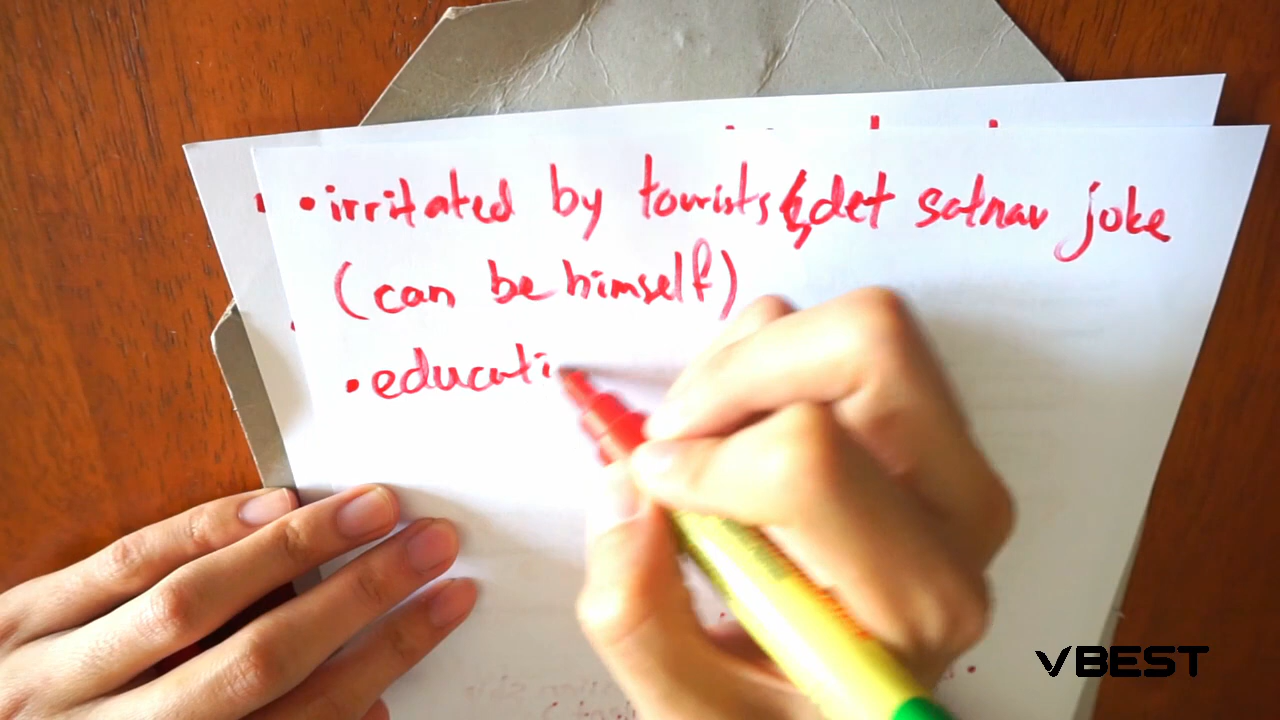 • irritated by tourists & det satnav joke
(can be himself)
• educati
VBEST